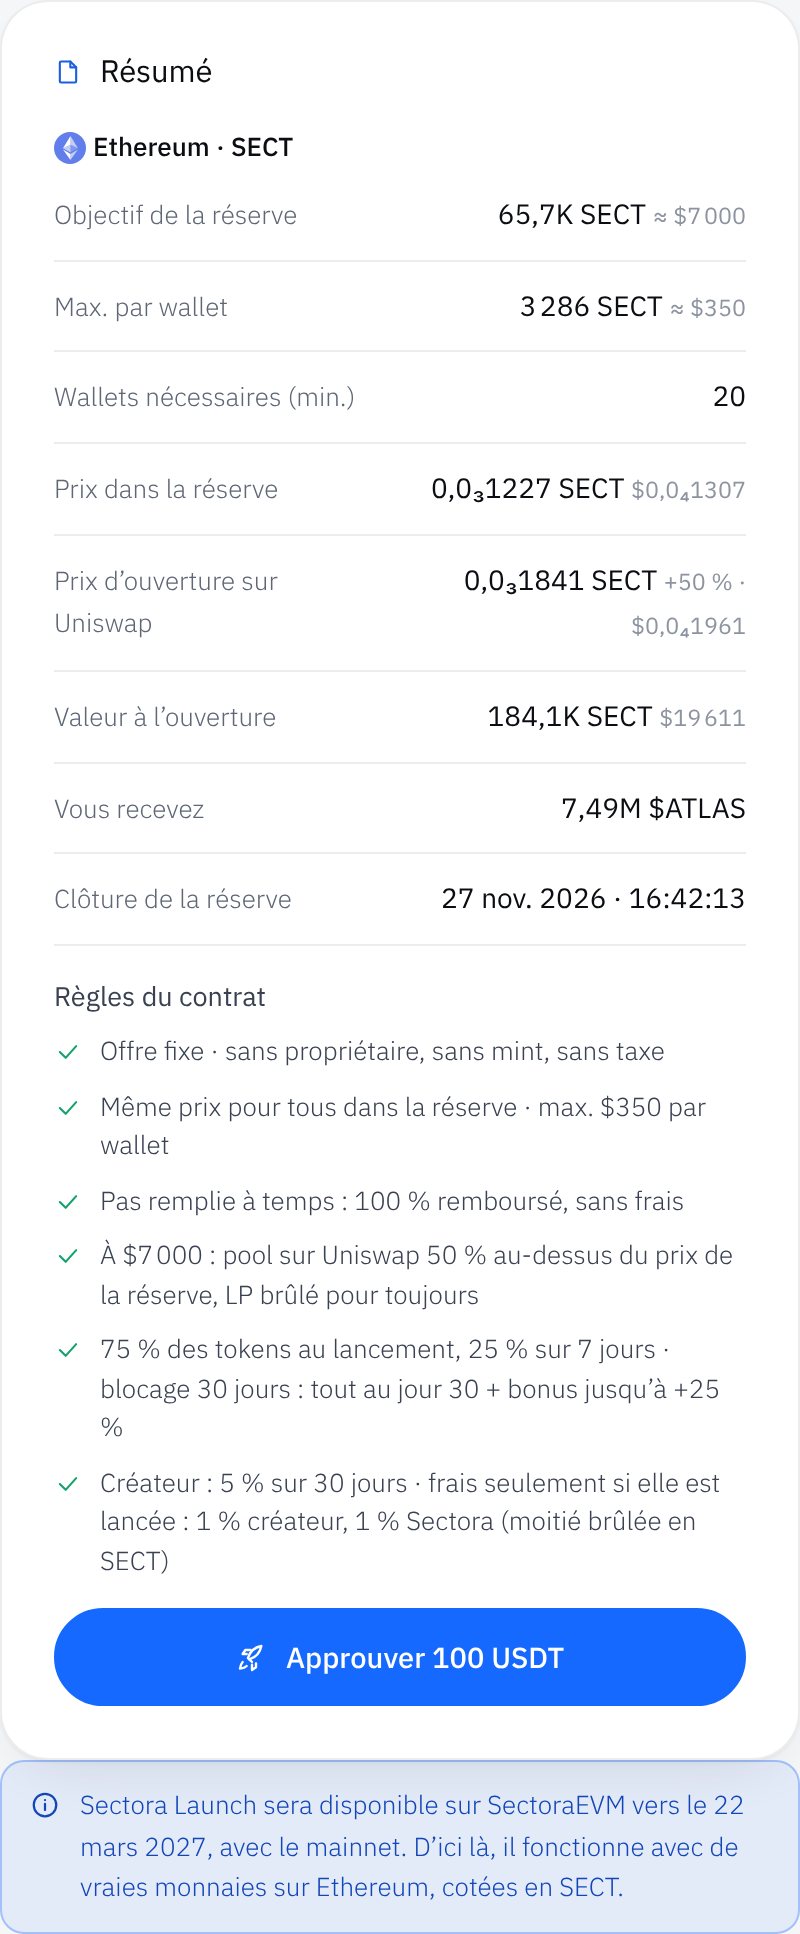 Résumé
Ethereum · SECT
Objectif de la réserve 65,7K SECT ≈ $7 000
Max. par wallet 3 286 SECT ≈ $350
Wallets nécessaires (min.) 20
Prix dans la réserve 0,0₃1227 SECT $0,0₄1307
Prix d’ouverture sur 0,0₃1841 SECT +50 % ·
Uniswap $0,0₄1961
Valeur à l’ouverture 184,1K SECT $19 611
Vous recevez 7,49M $ATLAS
Clôture de la réserve 27 nov. 2026 · 16:42:13
Règles du contrat
Offre fixe · sans propriétaire, sans mint, sans taxe
Même prix pour tous dans la réserve · max. $350 par
wallet
Pas remplie à temps : 100 % remboursé, sans frais
À $7 000 : pool sur Uniswap 50 % au-dessus du prix de
la réserve, LP brûlé pour toujours
75 % des tokens au lancement, 25 % sur 7 jours ·
blocage 30 jours : tout au jour 30 + bonus jusqu’à +25
%
Créateur : 5 % sur 30 jours · frais seulement si elle est
lancée : 1 % créateur, 1 % Sectora (moitié brûlée en
SECT)
Approuver 100 USDT
Sectora Launch sera disponible sur SectoraEVM vers le 22
mars 2027, avec le mainnet. D’ici là, il fonctionne avec de
vraies monnaies sur Ethereum, cotées en SECT.